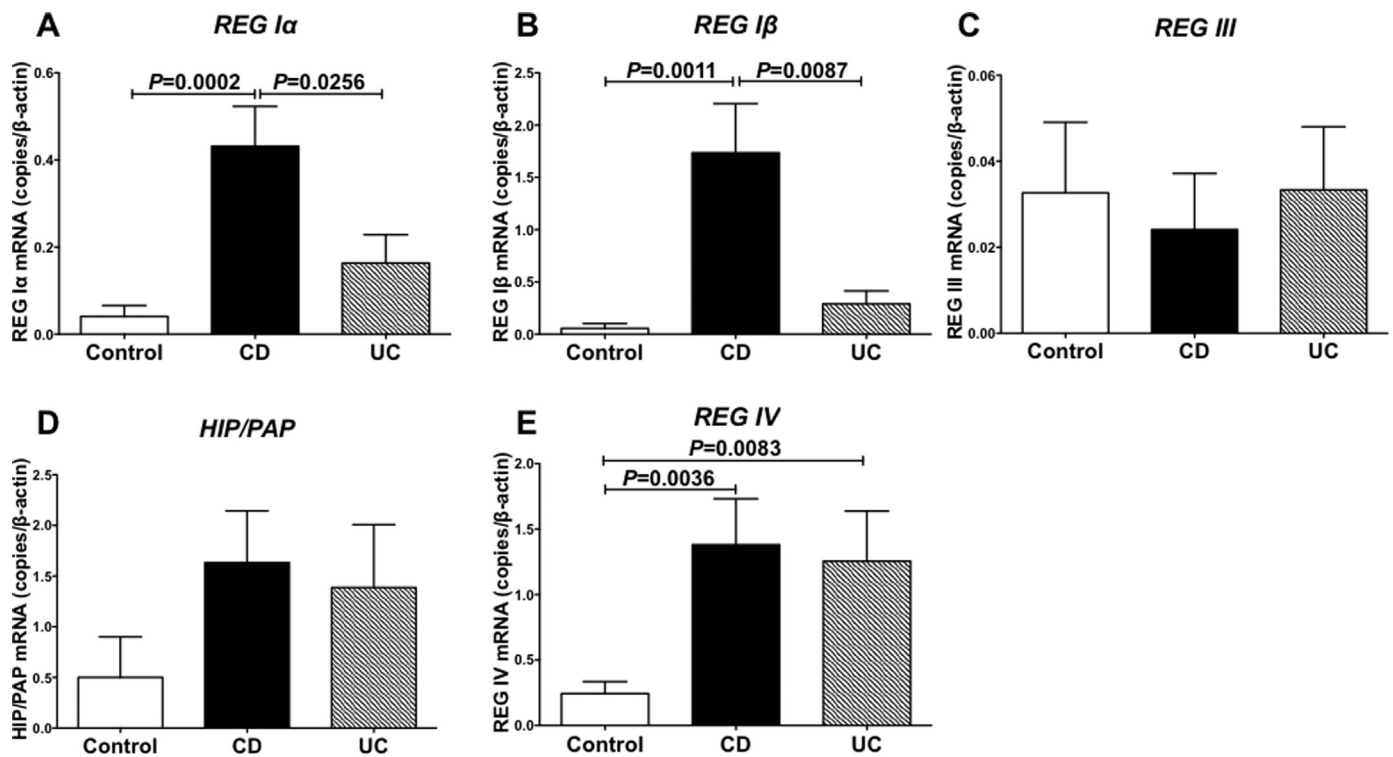 A
REG Iα
REG Iα mRNA (copies/β-actin)
0.6
0.4
0.2
0.0
P=0.0002
P=0.0256
Control
CD
UC
B
REG Iβ
REG Iβ mRNA (copies/β-actin)
2.5
2.0
1.5
1.0
0.5
0.0
P=0.0011
P=0.0087
Control
CD
UC
C
REG III
REG III mRNA (copies/β-actin)
0.06
0.04
0.02
0.00
Control
CD
UC
D
HIP/PAP
HIP/PAP mRNA (copies/β-actin)
2.5
2.0
1.5
1.0
0.5
0.0
Control
CD
UC
E
REG IV
REG IV mRNA (copies/β-actin)
2.0
1.5
1.0
0.5
0.0
P=0.0083
P=0.0036
Control
CD
UC